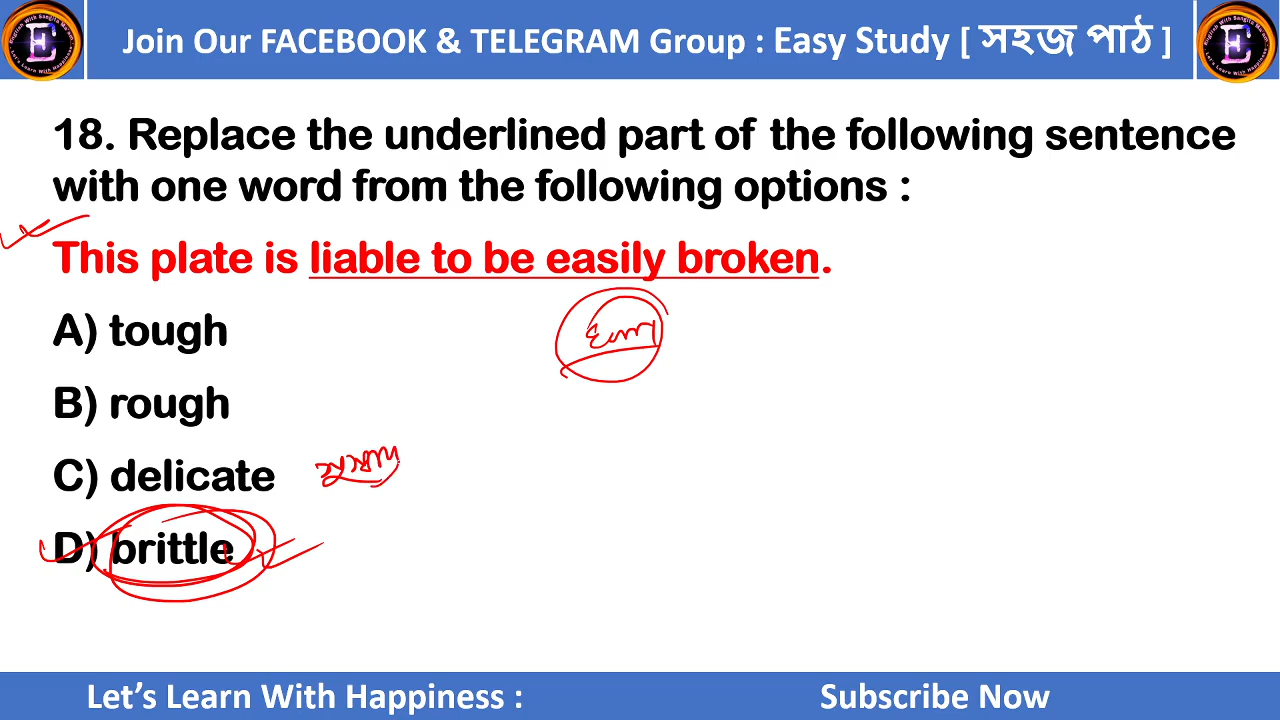 Join Our FACEBOOK & TELEGRAM Group : Easy Study [ সহজ পাঠ ]
18. Replace the underlined part of the following sentence
with one word from the following options :
This plate is liable to be easily broken.
A) tough
B) rough
C) delicate
D) brittle
Let's Learn With Happiness :
Subscribe Now